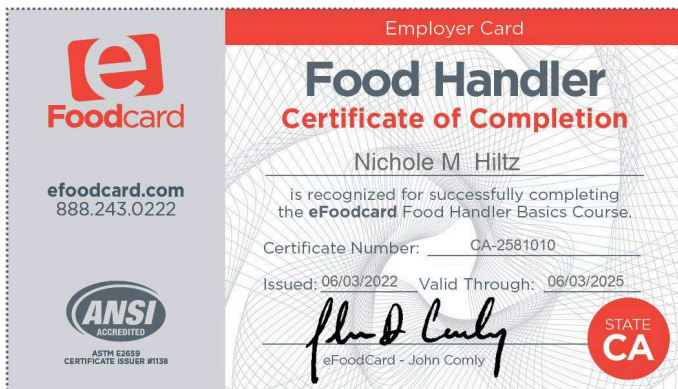 Employer Card
e
Foodcard
efoodcard.com
888.243.0222
ANSI
ACCREDITED
ASTM E2659
CERTIFICATE ISSUER #1138
Food Handler
Certificate of Completion
Nichole M Hiltz
is recognized for successfully completing
the eFoodcard Food Handler Basics Course.
Certificate Number: CA-2581010
Issued: 06/03/2022 Valid Through: 06/03/2025
eFoodCard - John Comly
STATE
CA